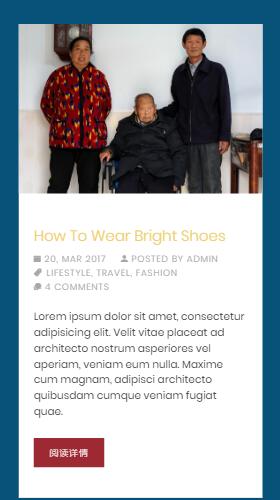 How To Wear Bright Shoes
20, MAR 2017 POSTED BY ADMIN
LIFESTYLE, TRAVEL, FASHION
4 COMMENTS
Lorem ipsum dolor sit amet, consectetur
adipisicing elit. Velit vitae placeat ad
architecto nostrum asperiores vel
aperiam, veniam eum nulla. Maxime
cum magnam, adipisci architecto
quibusdam cumque veniam fugiat
quae.
阅读详情